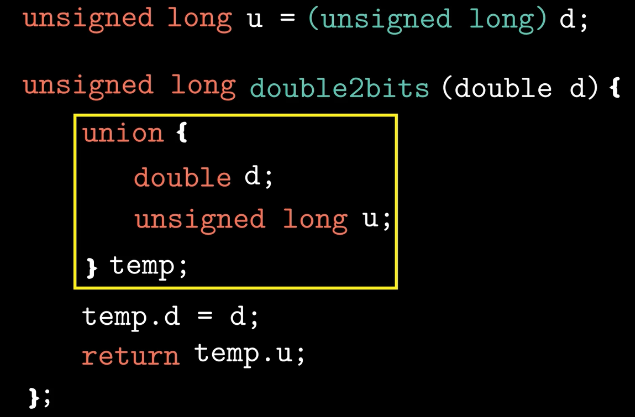 unsigned long u = (unsigned long) d;
unsigned long double2bits (double d) {
union {
double d;
unsigned long u;
} temp;
temp.d = d;
return temp.u;
};